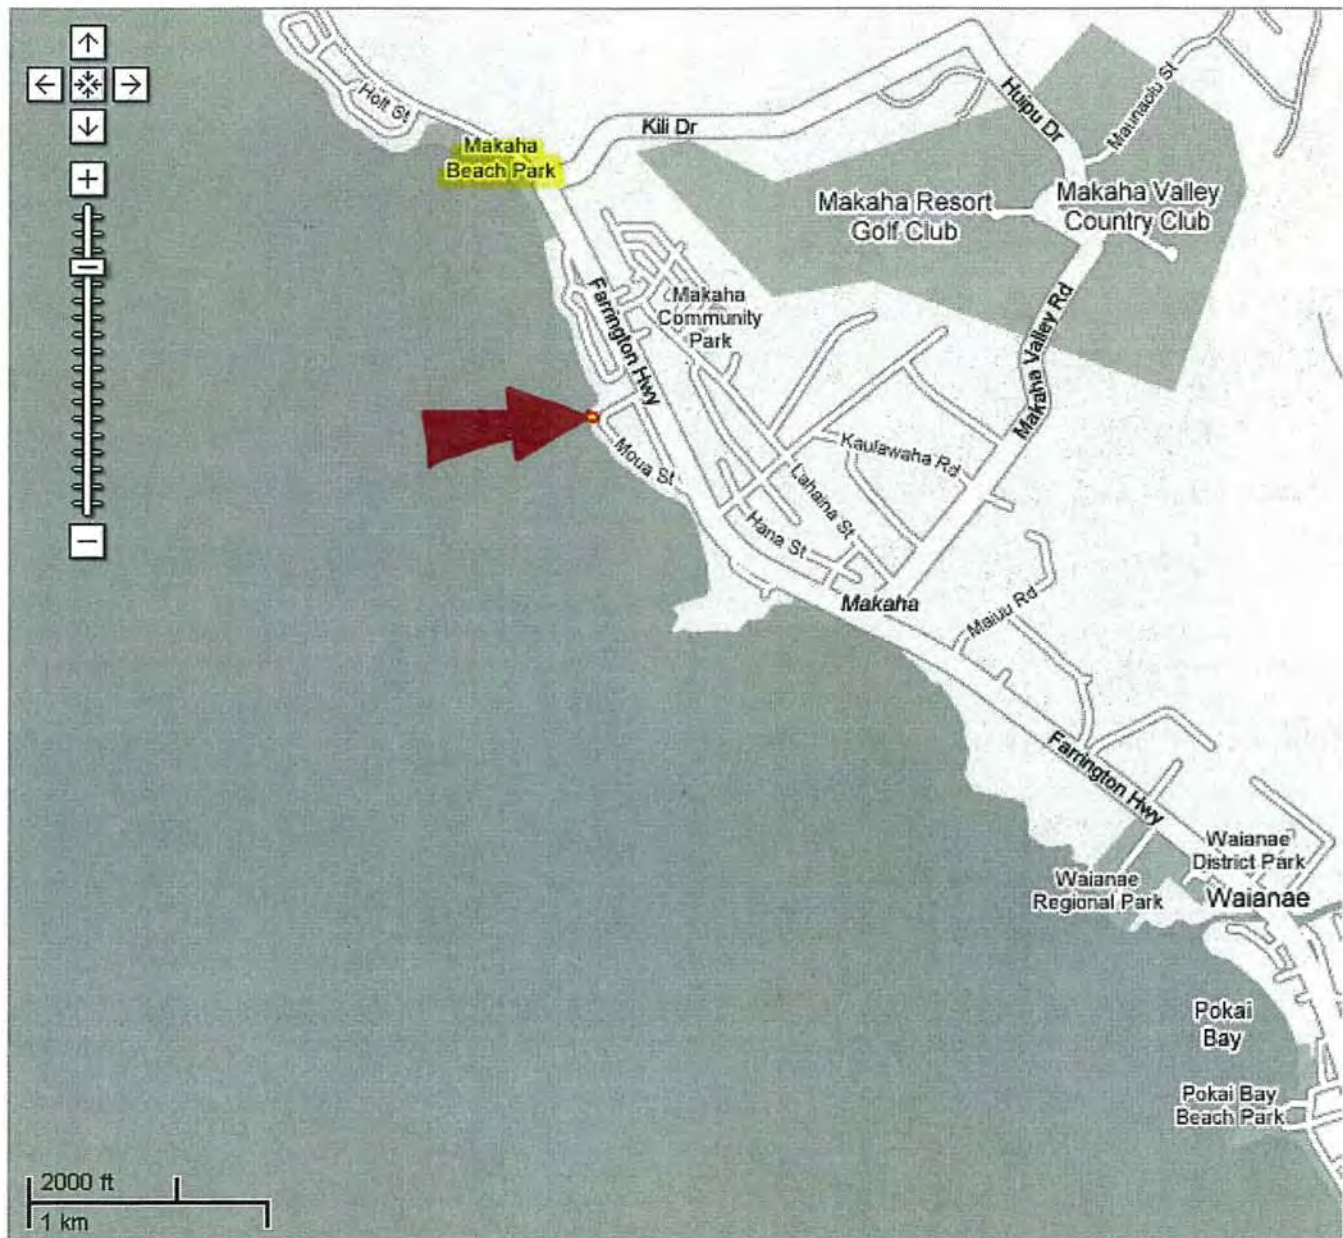 Holt St
Makaha
Beach Park
Kili Dr
Huipu Dr
Maunaolu St
Makaha Resort
Golf Club
Makaha Valley
Country Club
Farrington Hwy
Makaha
Community
Park
Makaha Valley Rd
Moua St
Kaulawaha Rd
Lahaina St
Hana St
Makaha
Maiuu Rd
Farrington Hwy
Waianae
District Park
Waianae
Regional Park
Waianae
Pokai
Bay
Pokai Bay
Beach Park
2000 ft
1 km